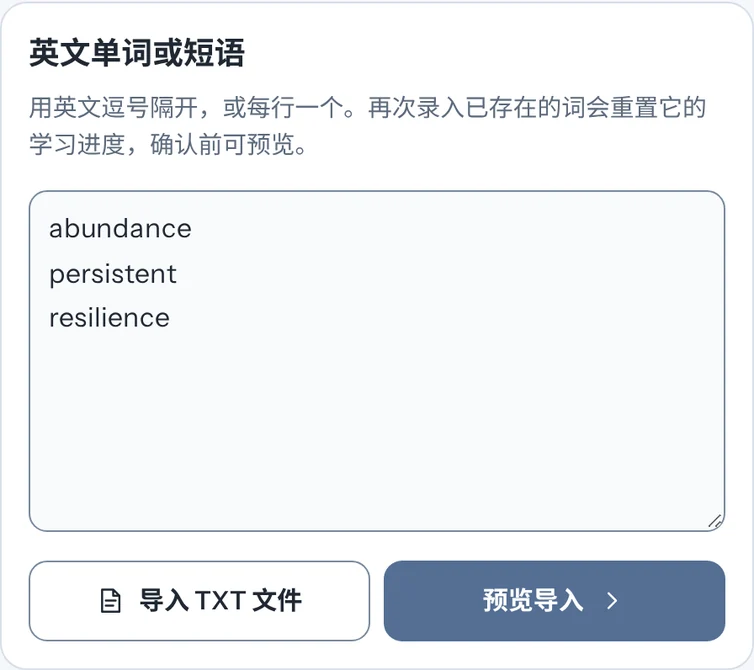 英文单词或短语
用英文逗号隔开，或每行一个。再次录入已存在的词会重置它的
学习进度，确认前可预览。
abundance
persistent
resilience
导入 TXT 文件
预览导入